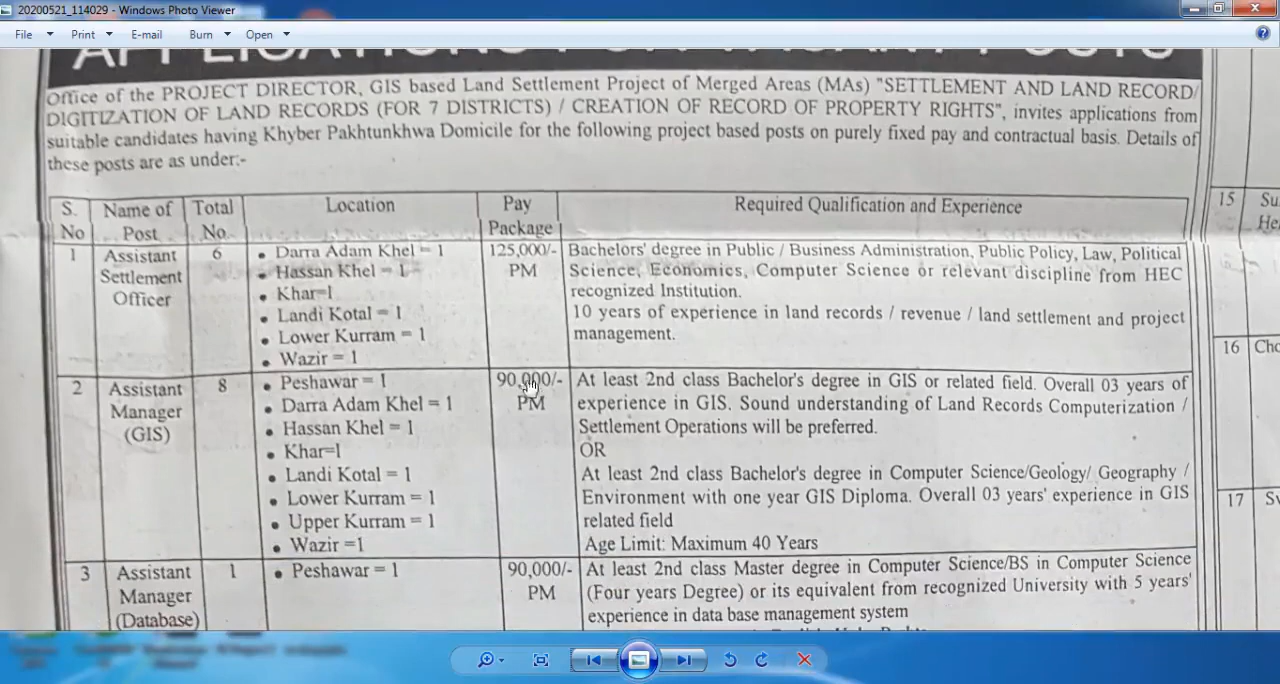 20200521_114029 - Windows Photo Viewer
File Print E-mail Burn Open
APPLICATIONS FOR VACANT POSTS
Office of the PROJECT DIRECTOR, GIS based Land Settlement Project of Merged Areas (MAs) "SETTLEMENT AND LAND RECORD/
DIGITIZATION OF LAND RECORDS (FOR 7 DISTRICTS) / CREATION OF RECORD OF PROPERTY RIGHTS", invites applications from
suitable candidates having Khyber Pakhtunkhwa Domicile for the following project based posts on purely fixed pay and contractual basis. Details of
these posts are as under:-
S. No Name of Post Total No. Location Pay Package Required Qualification and Experience
1 Assistant Settlement Officer 6
• Darra Adam Khel = 1
• Hassan Khel = 1
• Khar=1
• Landi Kotal = 1
• Lower Kurram = 1
• Wazir = 1
125,000/-
PM
Bachelors' degree in Public / Business Administration, Public Policy, Law, Political
Science, Economics, Computer Science or relevant discipline from HEC
recognized Institution.
10 years of experience in land records / revenue / land settlement and project
management.
2 Assistant Manager (GIS) 8
• Peshawar = 1
• Darra Adam Khel = 1
• Hassan Khel = 1
• Khar=1
• Landi Kotal = 1
• Lower Kurram = 1
• Upper Kurram = 1
• Wazir =1
90,000/-
PM
At least 2nd class Bachelor's degree in GIS or related field. Overall 03 years of
experience in GIS. Sound understanding of Land Records Computerization /
Settlement Operations will be preferred.
OR
At least 2nd class Bachelor's degree in Computer Science/Geology/ Geography /
Environment with one year GIS Diploma. Overall 03 years' experience in GIS
related field
Age Limit: Maximum 40 Years
3 Assistant Manager (Database) 1
• Peshawar = 1
90,000/-
PM
At least 2nd class Master degree in Computer Science/BS in Computer Science
(Four years Degree) or its equivalent from recognized University with 5 years'
experience in data base management system
15 Su
He
16 Cho
17 Sv